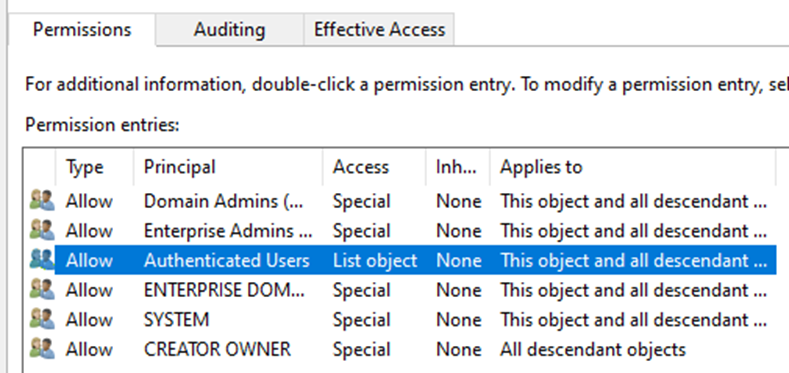 Permissions Auditing Effective Access
For additional information, double-click a permission entry. To modify a permission entry, sel
Permission entries:
Type Principal Access Inh... Applies to
Allow Domain Admins (... Special None This object and all descendant ...
Allow Enterprise Admins ... Special None This object and all descendant ...
Allow Authenticated Users List object None This object and all descendant ...
Allow ENTERPRISE DOM... Special None This object and all descendant ...
Allow SYSTEM Special None This object and all descendant ...
Allow CREATOR OWNER Special None All descendant objects